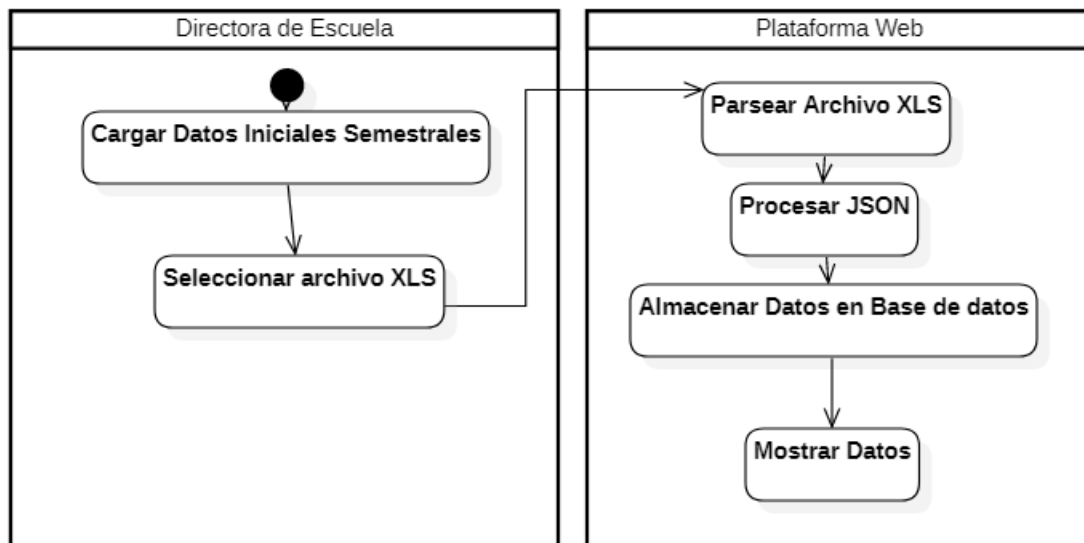 Directora de Escuela
Plataforma Web
Cargar Datos Iniciales Semestrales
Seleccionar archivo XLS
Parsear Archivo XLS
Procesar JSON
Almacenar Datos en Base de datos
Mostrar Datos